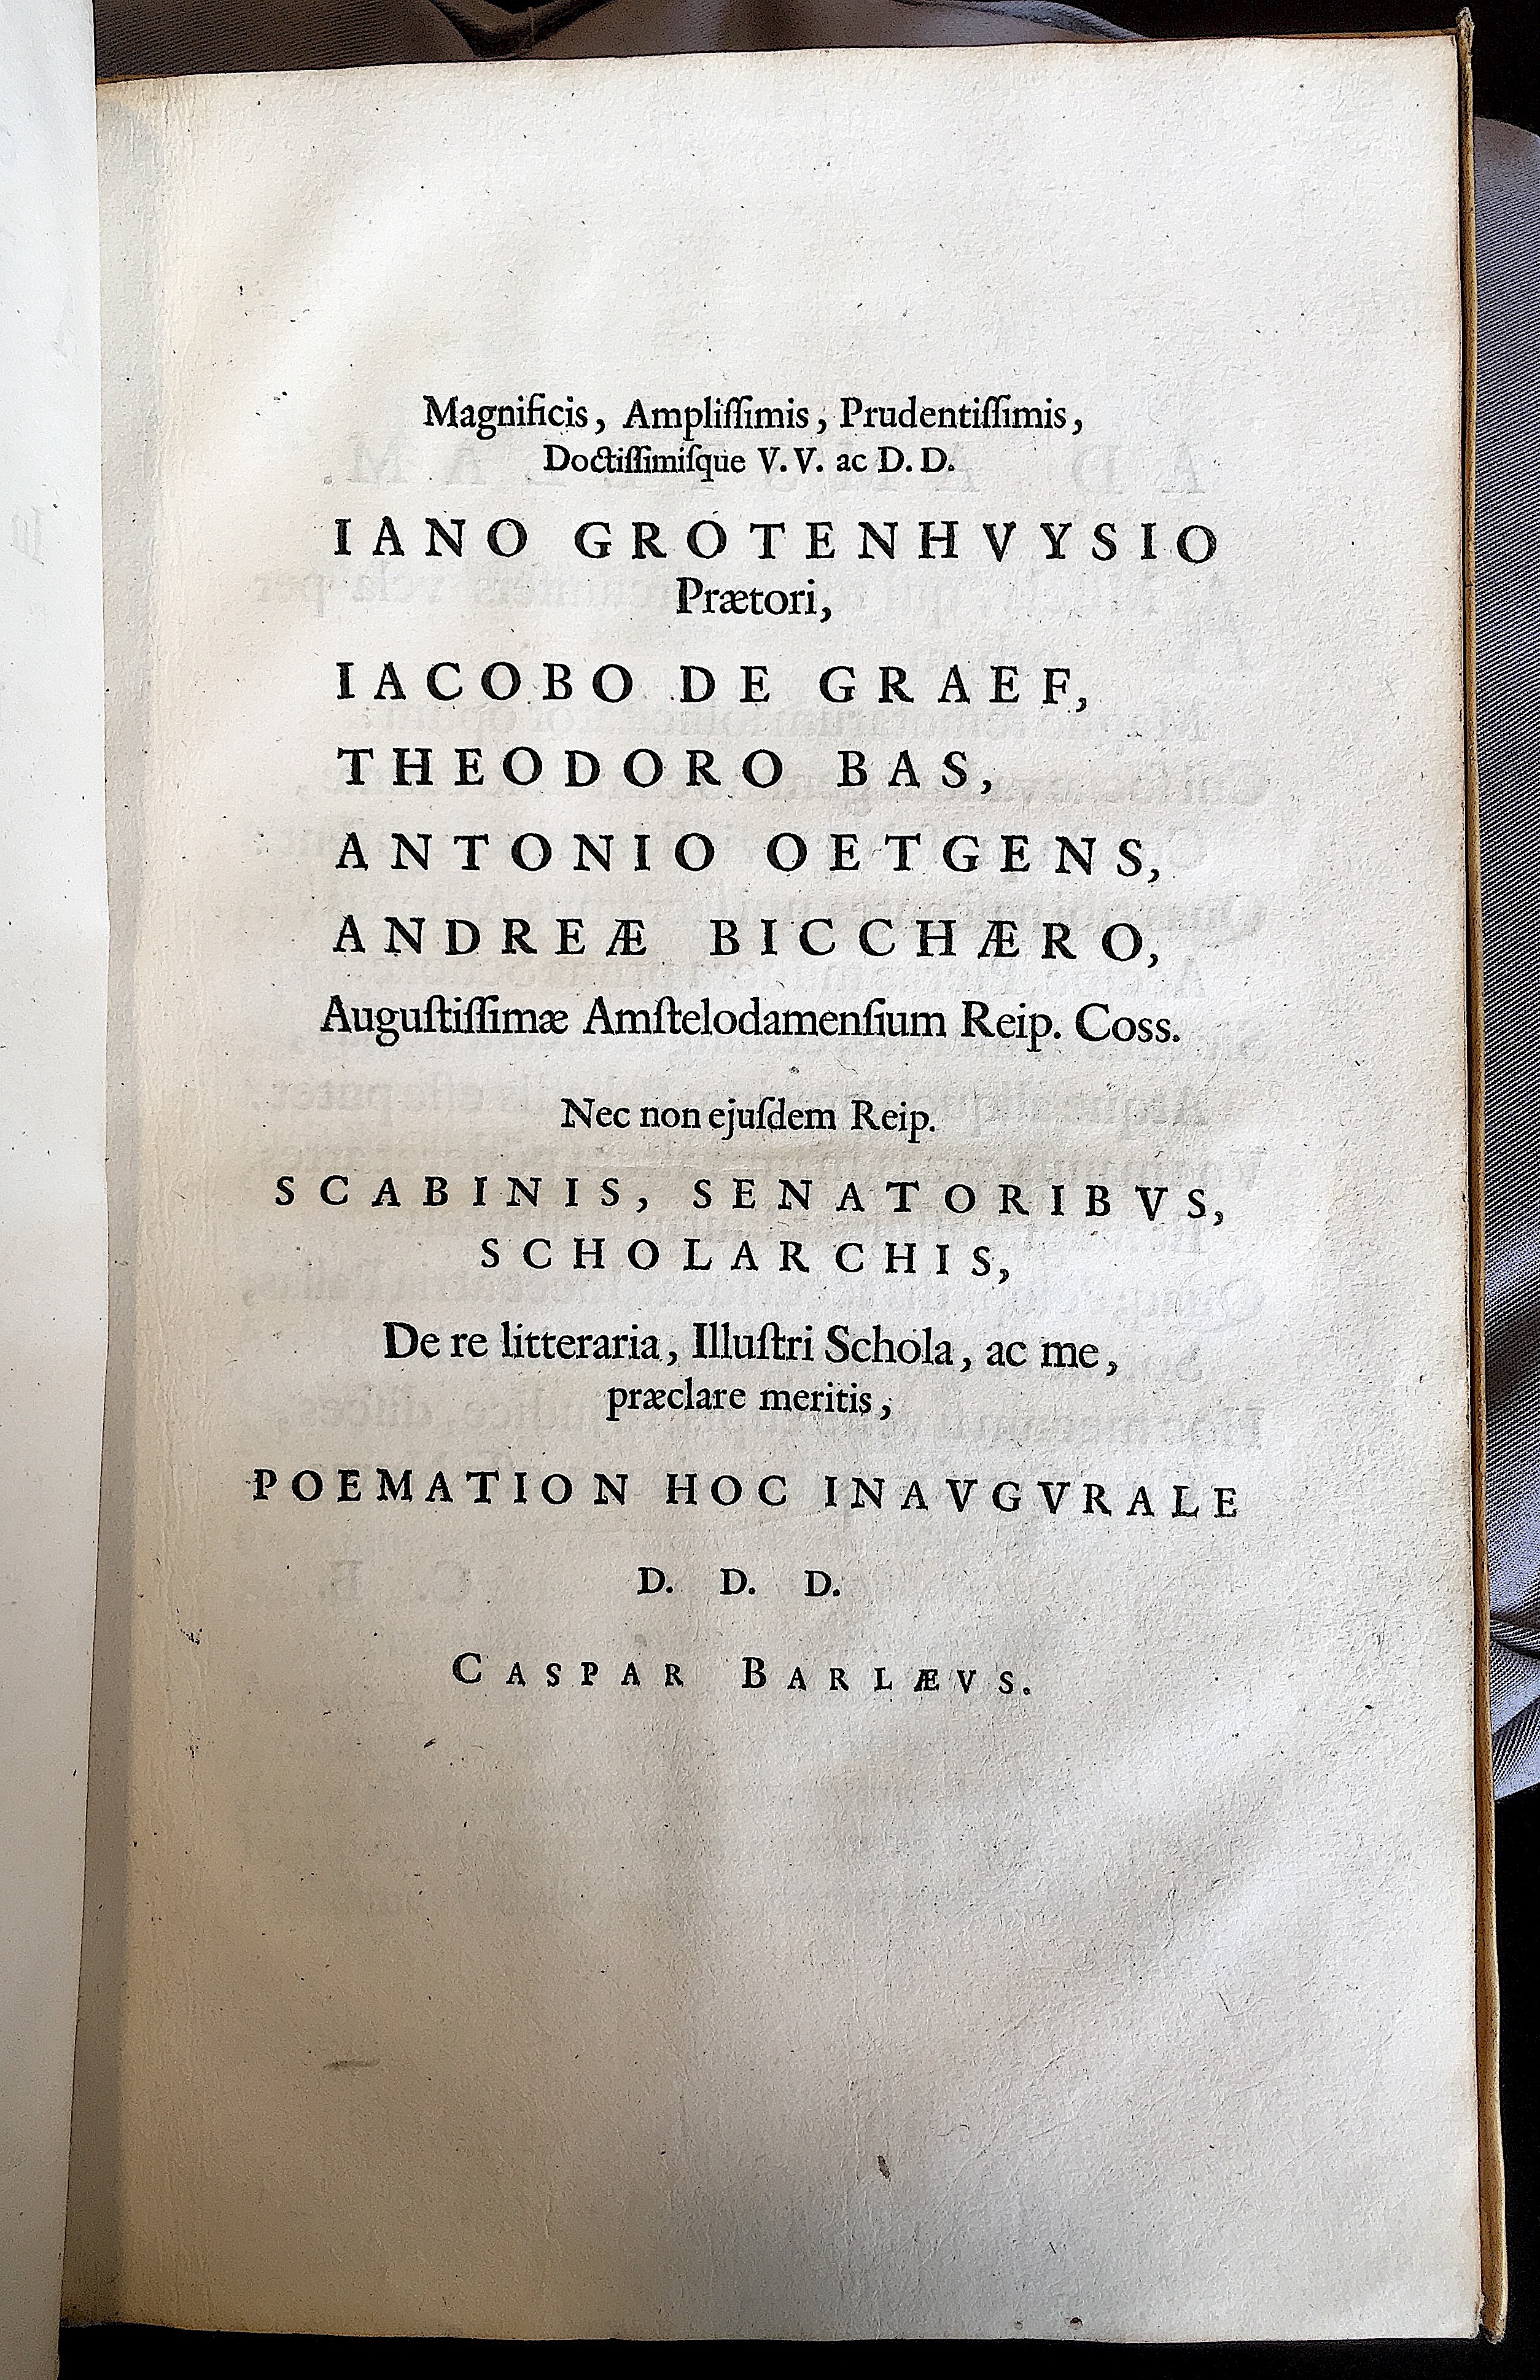 Magnificis, Ampliſſimis, Prudentiſſimis,
Doctiſſimiſque V. V. ac D. D.
IANO GROTENHVYSIO
Prætori,
IACOBO DE GRAEF,
THEODORO BAS,
ANTONIO OETGENS,
ANDREÆ BICCHÆRO,
Auguſtiſſimæ Amſtelodamenſium Reip. Coss.
Nec non ejuſdem Reip.
SCABINIS, SENATORIBVS,
SCHOLARCHIS,
De re litteraria, Illuſtri Schola, ac me,
præclare meritis,
POEMATION HOC INAVGVRALE
D. D. D.
CASPAR BARLÆVS.